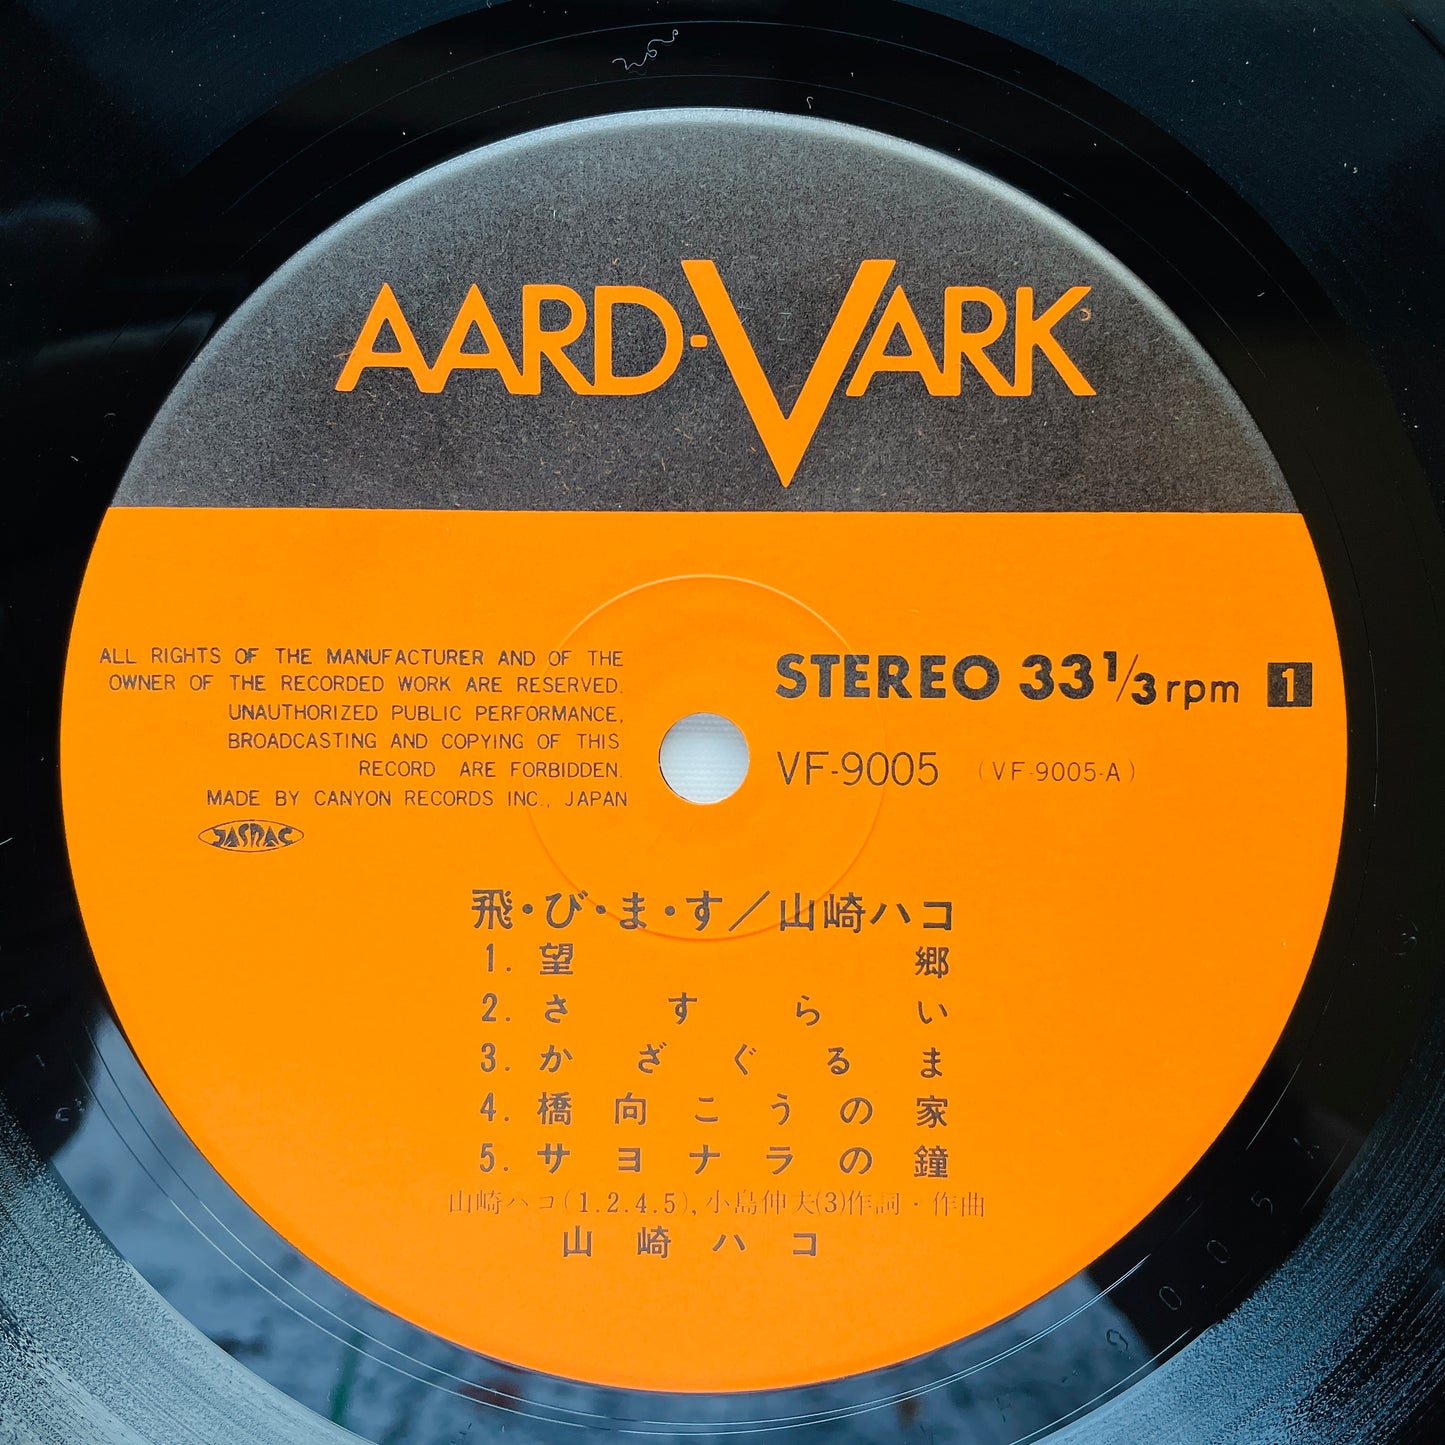 AARD-VARK
ALL RIGHTS OF THE MANUFACTURER AND OF THE
OWNER OF THE RECORDED WORK ARE RESERVED.
UNAUTHORIZED PUBLIC PERFORMANCE,
BROADCASTING AND COPYING OF THIS
RECORD ARE FORBIDDEN.
MADE BY CANYON RECORDS INC., JAPAN
JASRAC
STEREO 33 1/3 rpm 1
VF-9005 (VF-9005-A)
飛・び・ま・す／山崎ハコ
1. 望郷
2. さすらい
3. かざぐるま
4. 橋向こうの家
5. サヨナラの鐘
山崎ハコ(1.2.4.5),小島伸夫(3)作詞・作曲
山崎ハコ